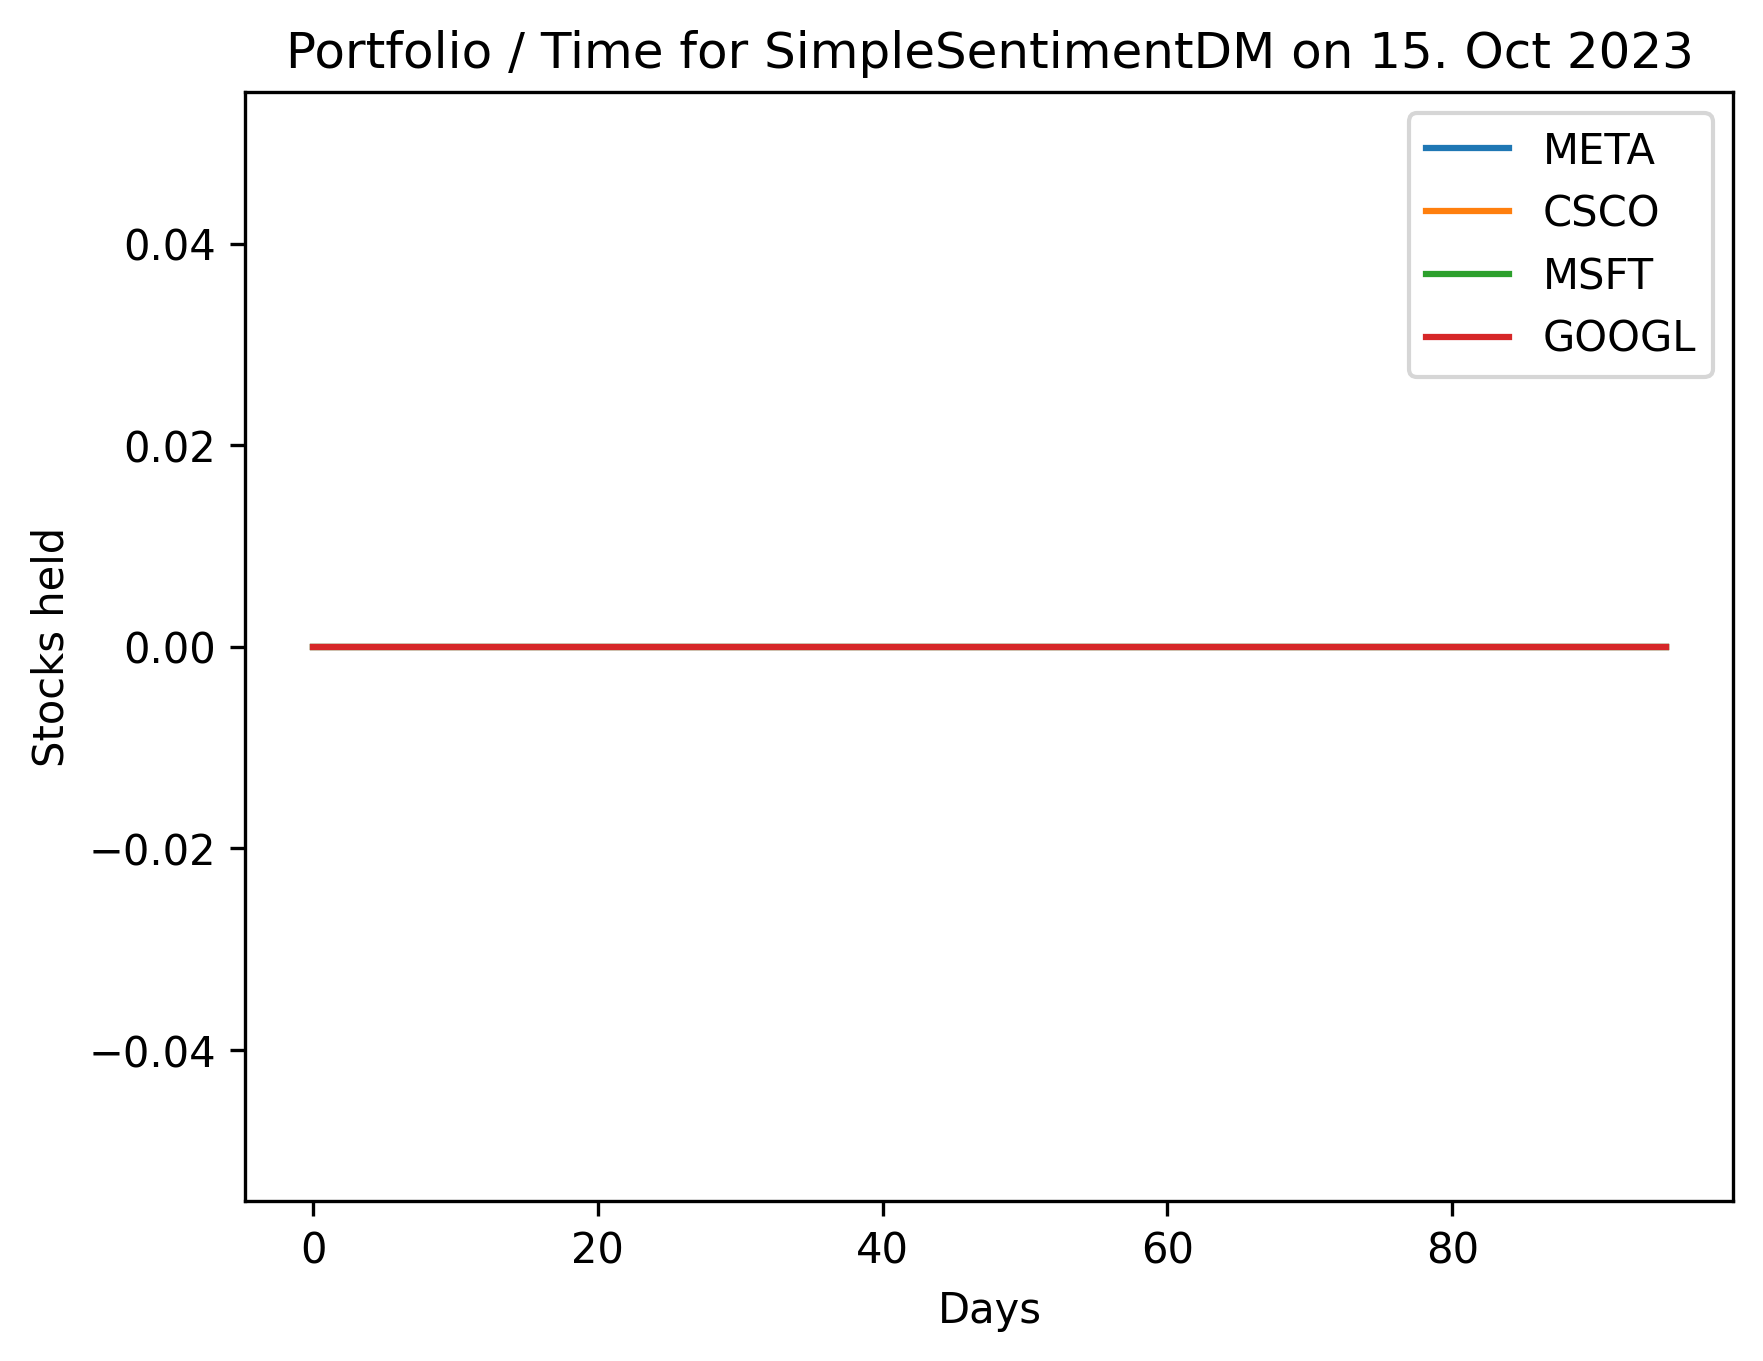 Portfolio / Time for SimpleSentimentDM on 15. Oct 2023
META
CSCO
MSFT
GOOGL
0.04
0.02
0.00
−0.02
−0.04
Stocks held
0 20 40 60 80
Days